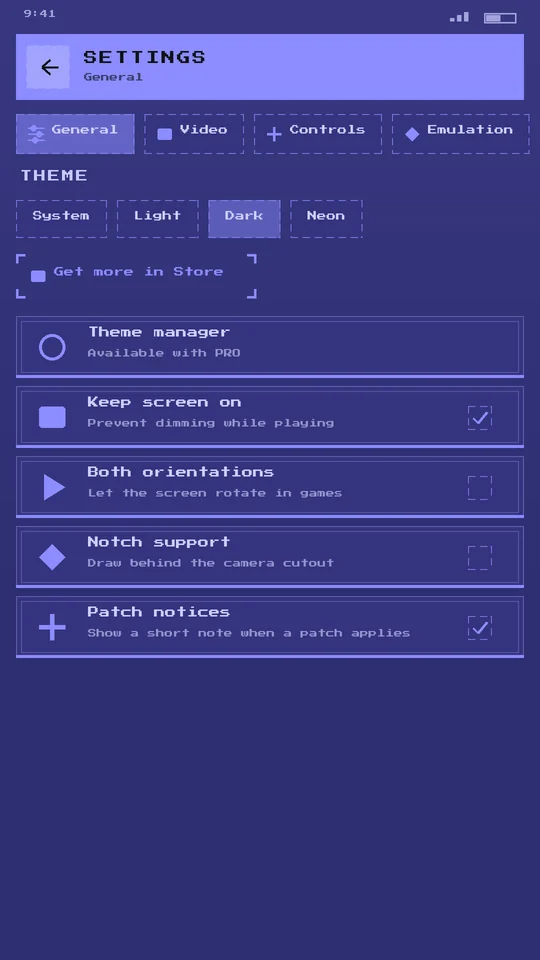 9:41
SETTINGS
General
General Video Controls Emulation
THEME
System Light Dark Neon
Get more in Store
Theme manager
Available with PRO
Keep screen on
Prevent dimming while playing
Both orientations
Let the screen rotate in games
Notch support
Draw behind the camera cutout
Patch notices
Show a short note when a patch applies